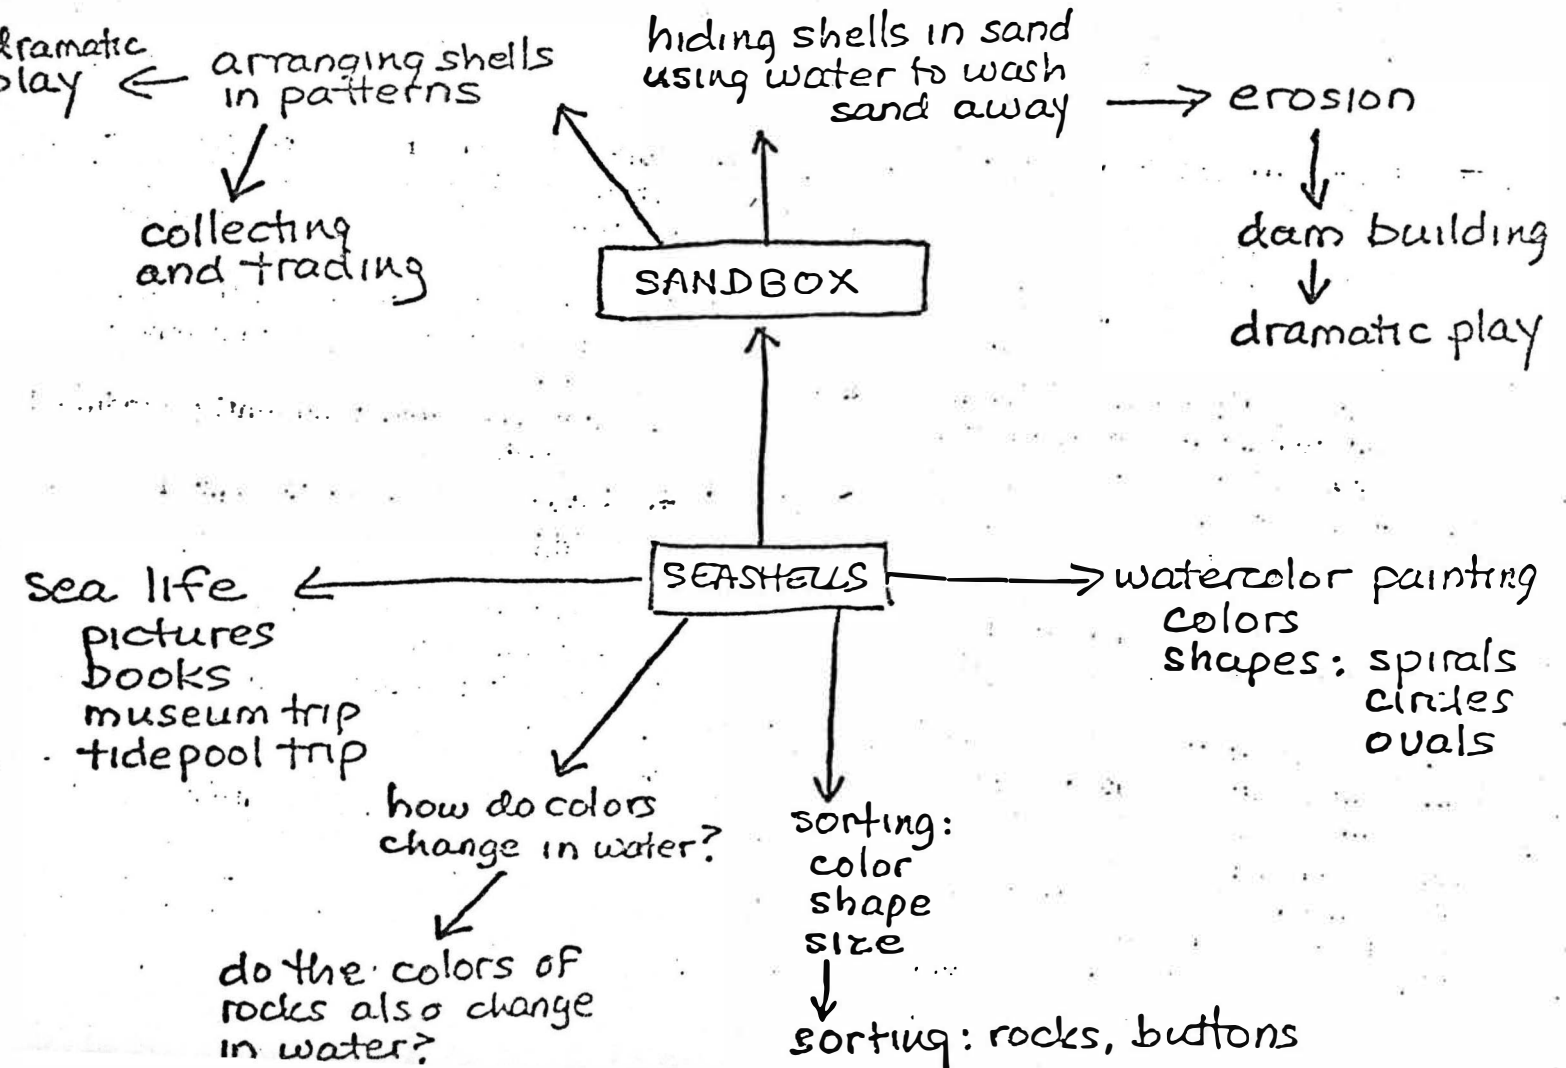 dramatic
play
arranging shells
in patterns
collecting
and trading
hiding shells in sand
using water to wash
sand away
erosion
dam building
dramatic play
SANDBOX
SEASHELLS
sea life
pictures
books
museum trip
tidepool trip
how do colors
change in water?
do the colors of
rocks also change
in water?
sorting:
color
shape
size
sorting: rocks, buttons
watercolor painting
colors
shapes: spirals
circles
ovals